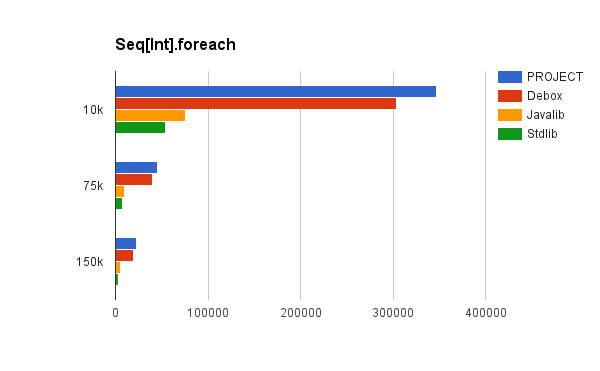 Seq[Int].foreach
PROJECT
Debox
Javalib
Stdlib
10k
75k
150k
0 100000 200000 300000 400000